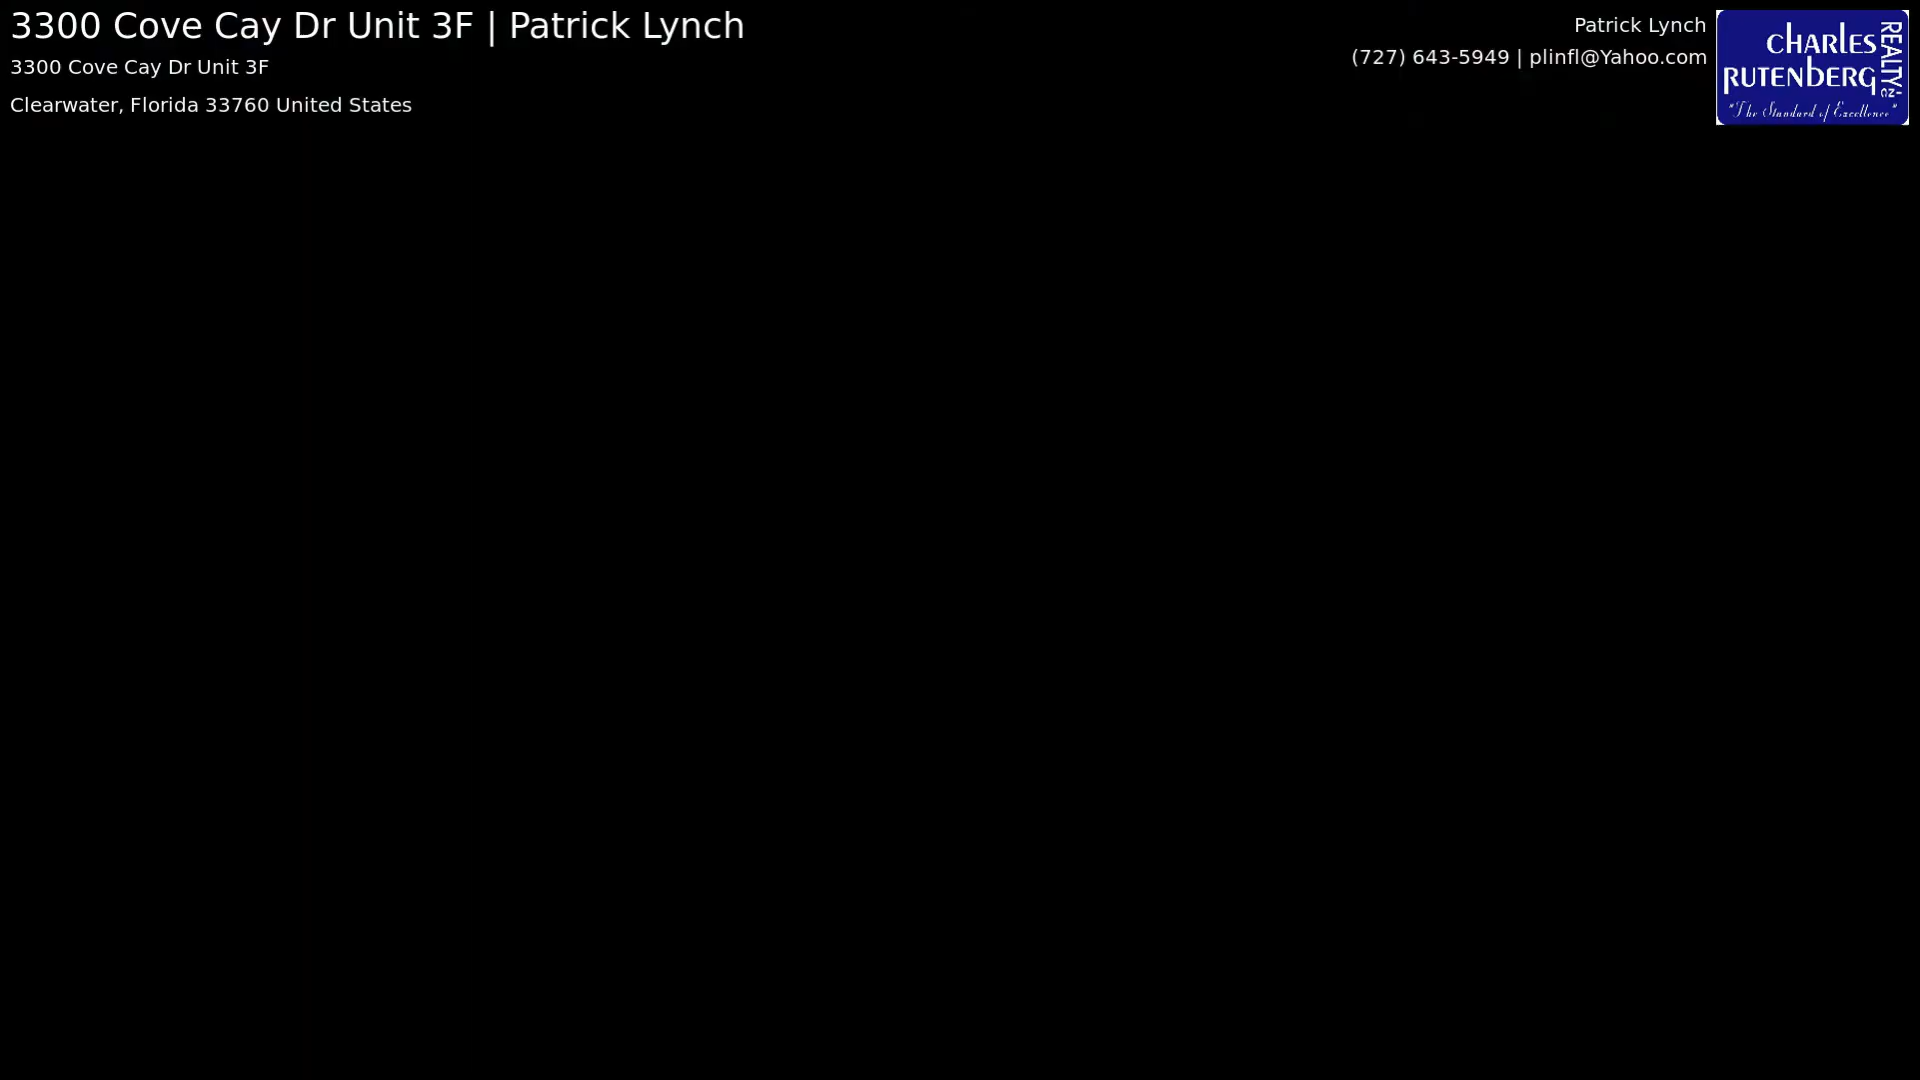 3300 Cove Cay Dr Unit 3F | Patrick Lynch
3300 Cove Cay Dr Unit 3F
Clearwater, Florida 33760 United States
Patrick Lynch
(727) 643-5949 | plinfl@Yahoo.com
CHARLES
RUTENBERG
REALTY
"The Standard of Excellence"